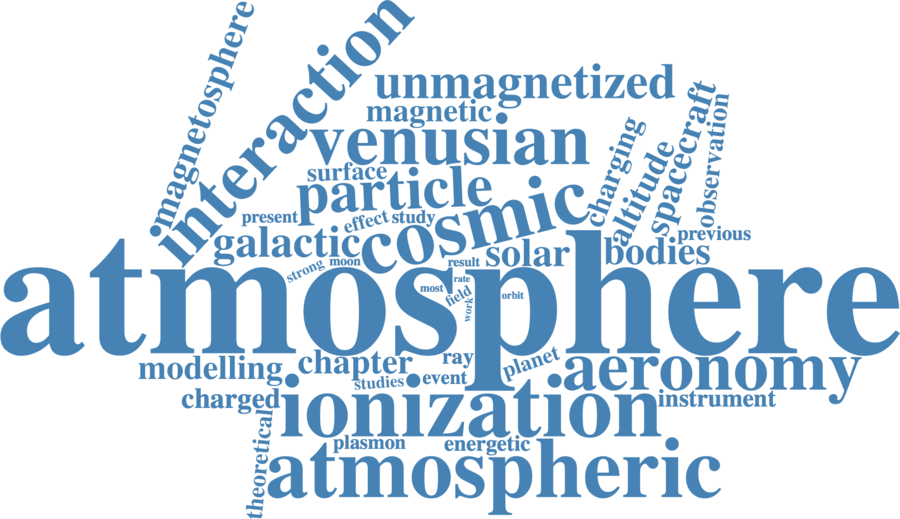 magnetosphere
interaction
unmagnetized
magnetic
venusian
surface
particle
charging
altitude
spacecraft
observation
present
effect
study
cosmic
galactic
solar
bodies
previous
strong
moon
result
rate
most
field
work
orbit
atmosphere
modelling
chapter
ray
planet
aeronomy
studies
event
charged
ionization
instrument
theoretical
plasmon
energetic
atmospheric